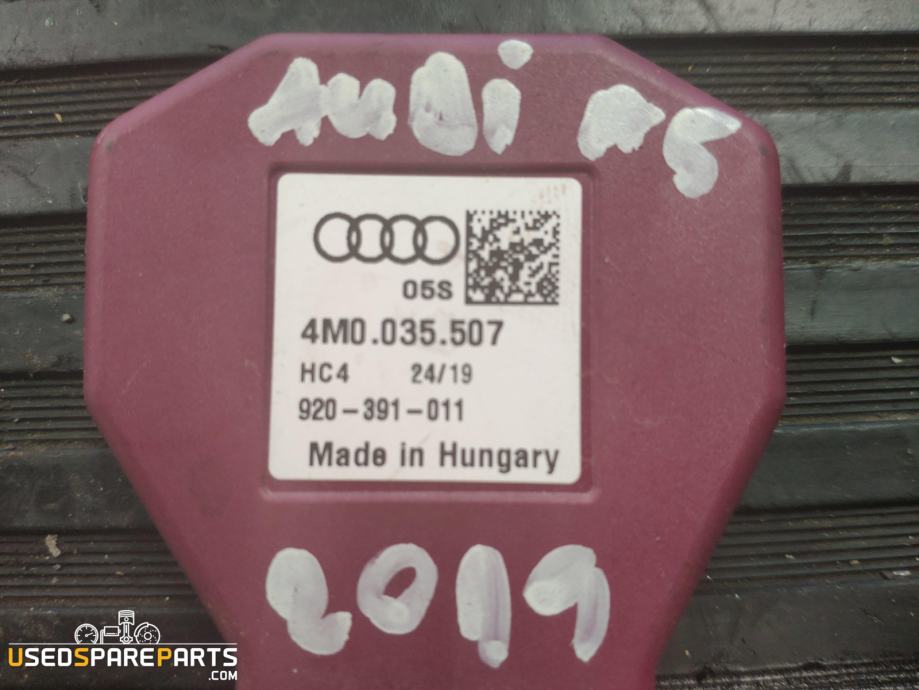 Audi A5
05S
4M0.035.507
HC4 24/19
920-391-011
Made in Hungary
2019
USEDSPAREPARTS
.COM